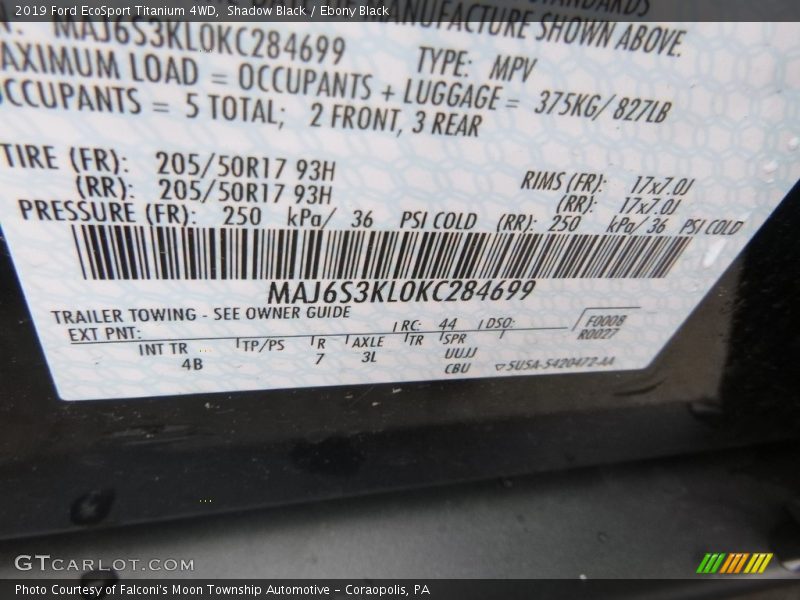 2019 Ford EcoSport Titanium 4WD, Shadow Black / Ebony Black
STANDARDS
MANUFACTURE SHOWN ABOVE.
MAJ6S3KL0KC284699 TYPE: MPV
AXIMUM LOAD = OCCUPANTS + LUGGAGE = 375KG/ 827LB
OCCUPANTS = 5 TOTAL; 2 FRONT, 3 REAR
TIRE (FR): 205/50R17 93H RIMS (FR): 17x7.0J
(RR): 205/50R17 93H (RR): 17x7.0J
PRESSURE (FR): 250 kPa/ 36 PSI COLD (RR): 250 kPa/ 36 PSI COLD
MAJ6S3KL0KC284699
TRAILER TOWING - SEE OWNER GUIDE
EXT PNT: RC: 44 DSO: F0008
R0027
INT TR TP/PS R AXLE TR SPR
4B 7 3L UUJJ
CBU 5U5A-5420472-AA
GTCARLOT.COM
Photo Courtesy of Falconi's Moon Township Automotive – Coraopolis, PA